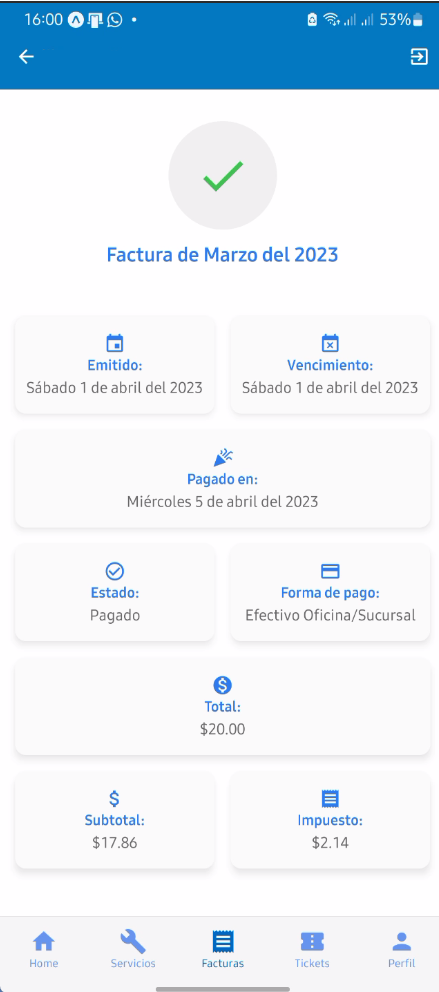 16:00
53%
Factura de Marzo del 2023
Emitido:
Sábado 1 de abril del 2023
Vencimiento:
Sábado 1 de abril del 2023
Pagado en:
Miércoles 5 de abril del 2023
Estado:
Pagado
Forma de pago:
Efectivo Oficina/Sucursal
Total:
$20.00
Subtotal:
$17.86
Impuesto:
$2.14
Home
Servicios
Facturas
Tickets
Perfil